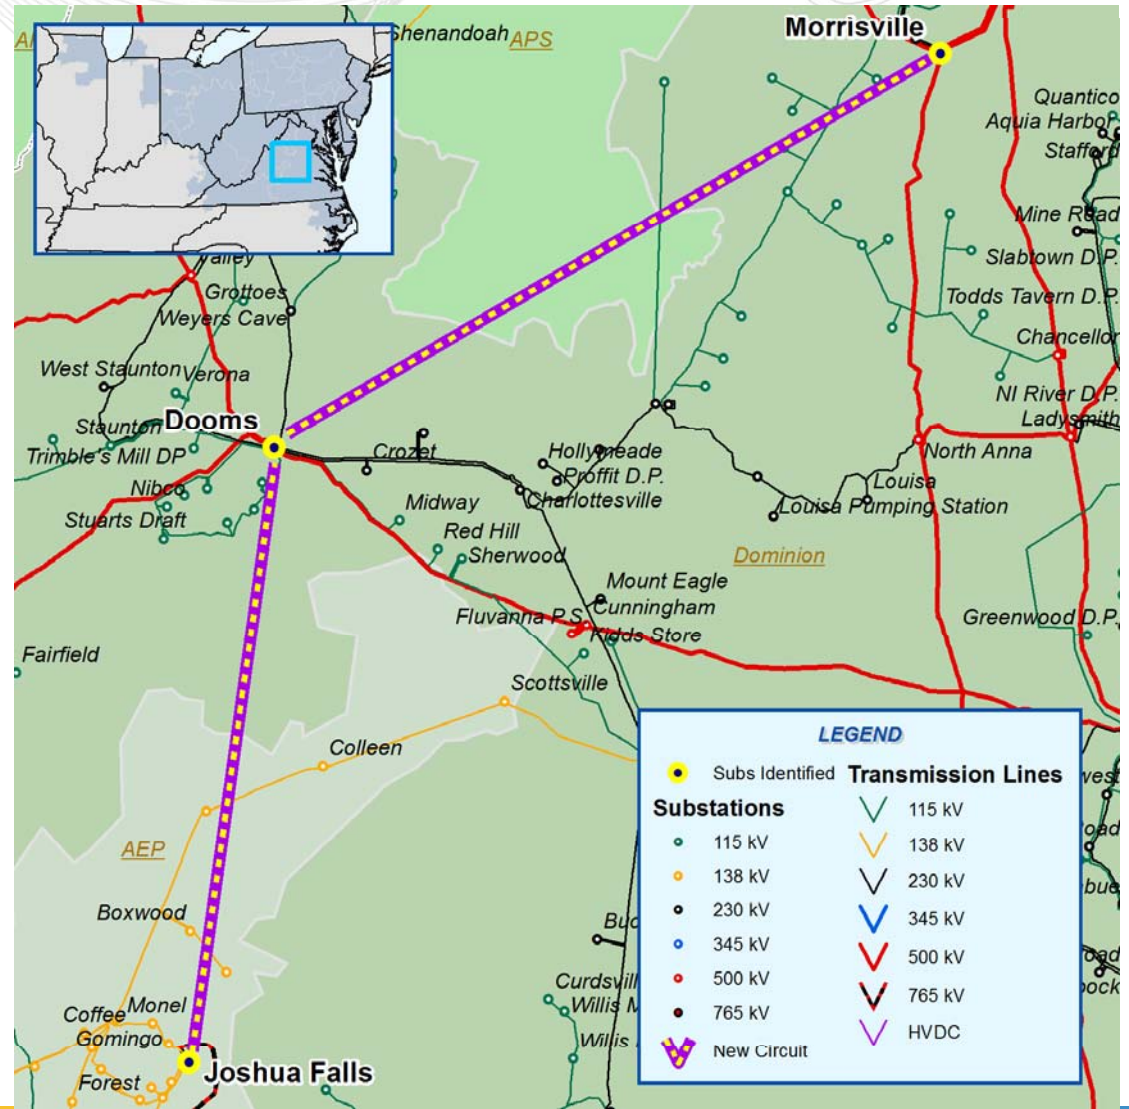 Morrisville
Shenandoah
APS
Quantico
Aquia Harbor
Stafford
Mine Road
Slabtown D.P.
Grottoes
Todds Tavern D.P.
Weyers Cave
Chancellor
West Staunton
Verona
NI River D.P.
Ladysmith
Dooms
Staunton
Trimble's Mill DP
Crozet
Hollymeade
North Anna
Proffit D.P.
Nibco
Charlottesville
Louisa
Midway
Louisa Pumping Station
Stuarts Draft
Red Hill
Sherwood
Dominion
Mount Eagle
Cunningham
Fluvanna P.S.
Greenwood D.P.
Kidds Store
Fairfield
Scottsville
Colleen
AEP
Boxwood
Monel
Coffee
Gomingo
Forest
Joshua Falls
Willis
Willis
LEGEND
Subs Identified
Substations
115 kV
138 kV
230 kV
345 kV
500 kV
765 kV
New Circuit
Transmission Lines
115 kV
138 kV
230 kV
345 kV
500 kV
765 kV
HVDC